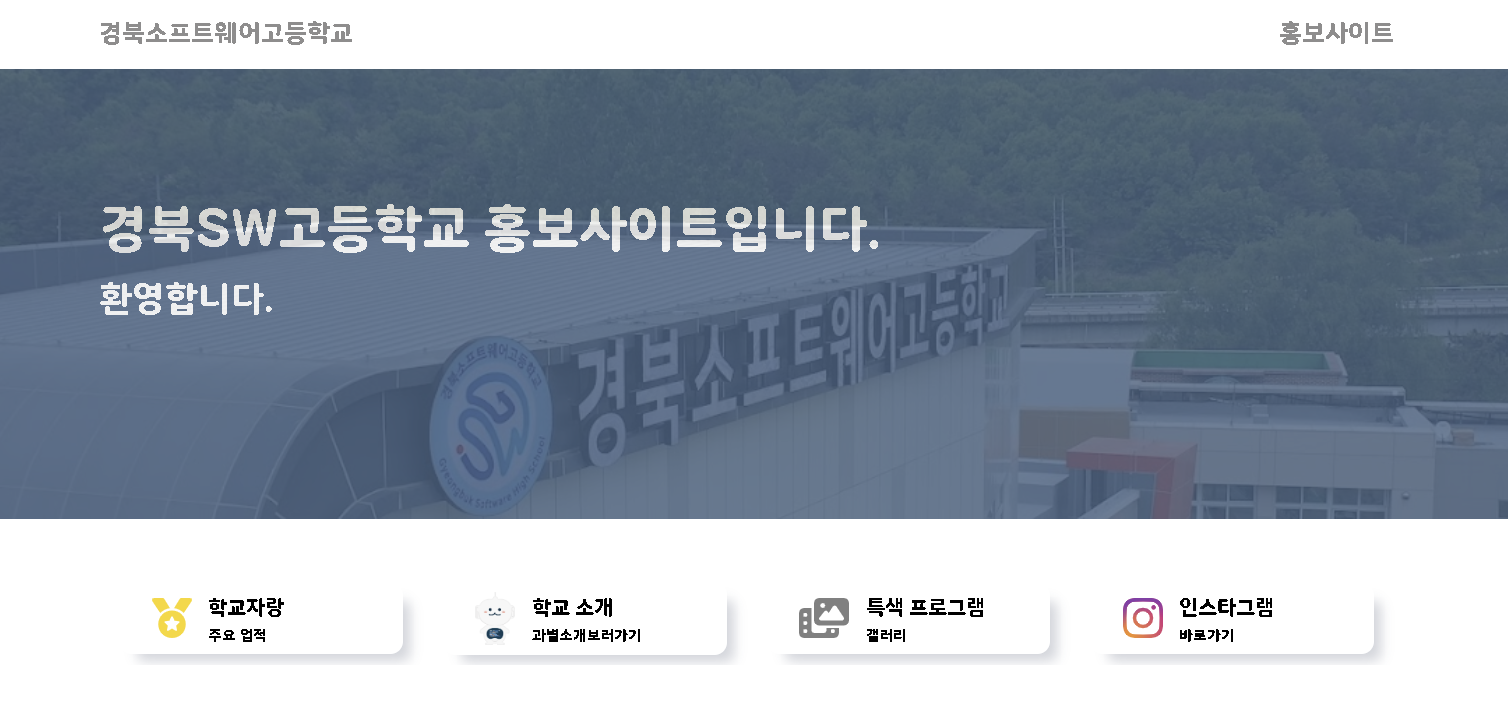 경북소프트웨어고등학교
홍보사이트
경북SW고등학교 홍보사이트입니다.
환영합니다.
경북소프트웨어고등학교
경북소프트웨어고등학교
SW
Gyeongbuk Software High School
학교자랑
주요 업적
학교 소개
과별소개보러가기
특색 프로그램
갤러리
인스타그램
바로가기